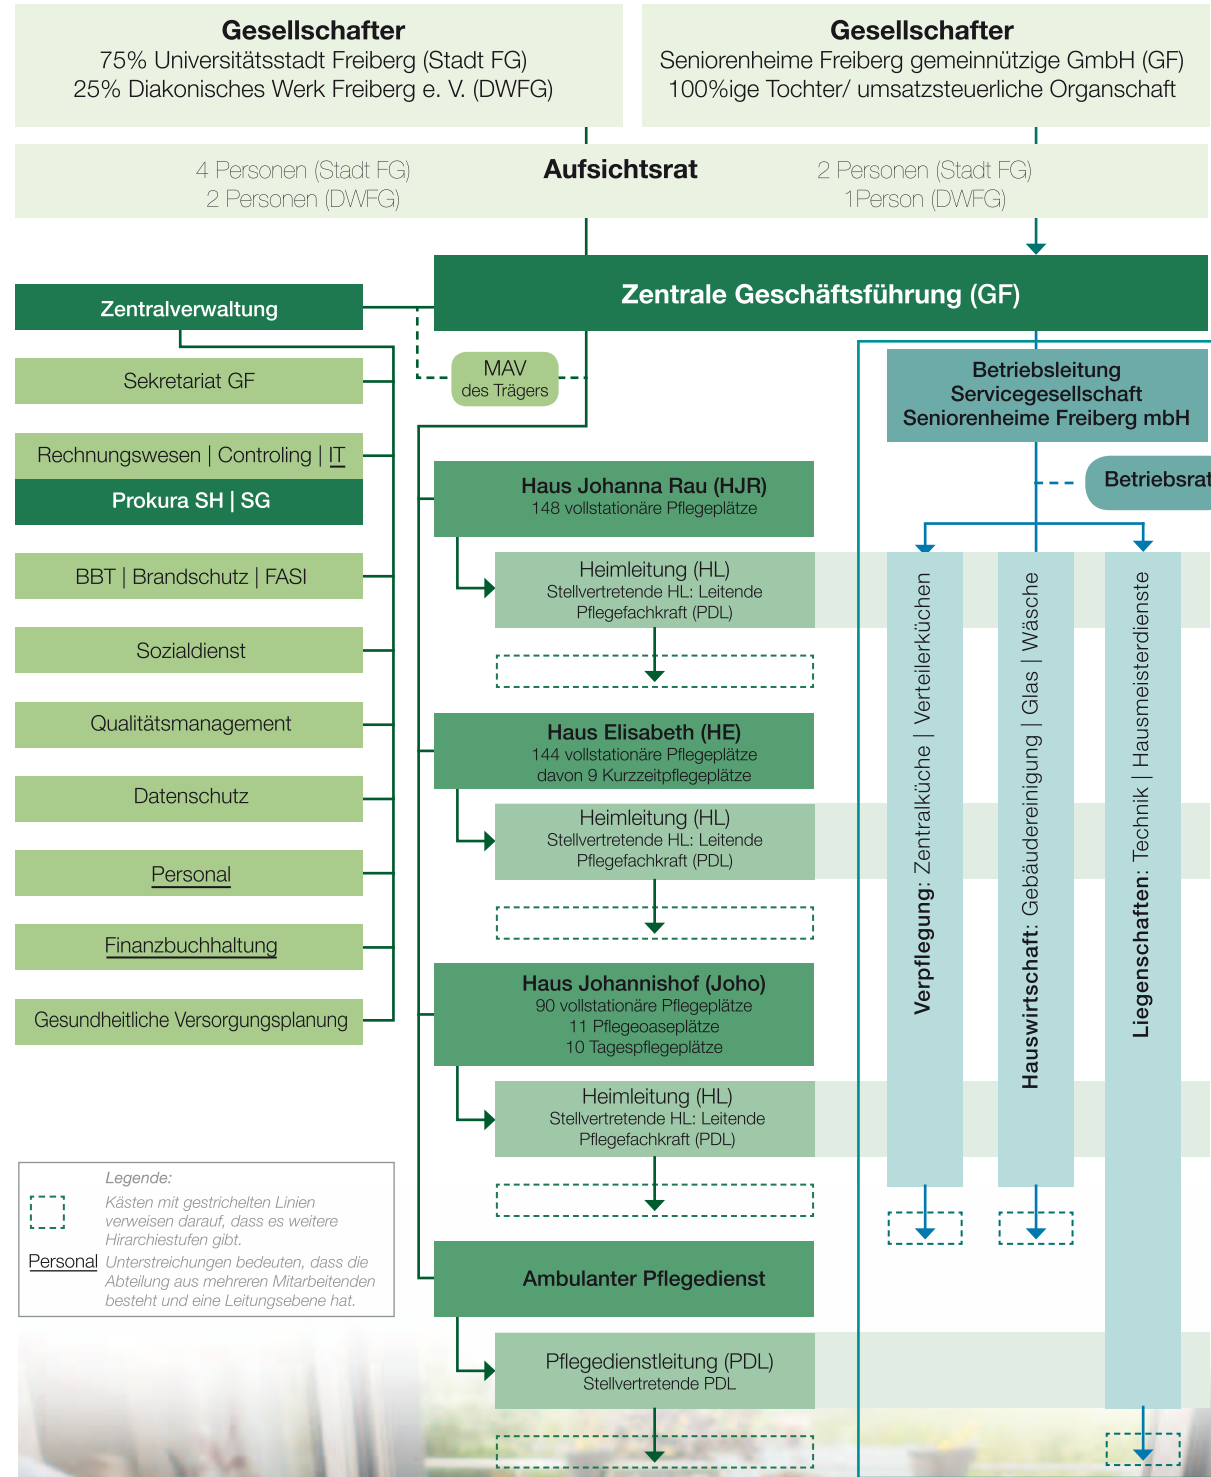 Gesellschafter
75% Universitätsstadt Freiberg (Stadt FG)
25% Diakonisches Werk Freiberg e. V. (DWFG)
Gesellschafter
Seniorenheime Freiberg gemeinnützige GmbH (GF)
100%ige Tochter/ umsatzsteuerliche Organschaft
4 Personen (Stadt FG)
2 Personen (DWFG)
Aufsichtsrat
2 Personen (Stadt FG)
1Person (DWFG)
Zentrale Geschäftsführung (GF)
Zentralverwaltung
MAV
des Trägers
Sekretariat GF
Rechnungswesen | Controling | IT
Prokura SH | SG
BBT | Brandschutz | FASI
Sozialdienst
Qualitätsmanagement
Datenschutz
Personal
Finanzbuchhaltung
Gesundheitliche Versorgungsplanung
Haus Johanna Rau (HJR)
148 vollstationäre Pflegeplätze
Heimleitung (HL)
Stellvertretende HL: Leitende
Pflegefachkraft (PDL)
Haus Elisabeth (HE)
144 vollstationäre Pflegeplätze
davon 9 Kurzzeitpflegeplätze
Heimleitung (HL)
Stellvertretende HL: Leitende
Pflegefachkraft (PDL)
Haus Johannishof (Joho)
90 vollstationäre Pflegeplätze
11 Pflegeoaseplätze
10 Tagespflegeplätze
Heimleitung (HL)
Stellvertretende HL: Leitende
Pflegefachkraft (PDL)
Ambulanter Pflegedienst
Pflegedienstleitung (PDL)
Stellvertretende PDL
Betriebsleitung
Servicegesellschaft
Seniorenheime Freiberg mbH
Betriebsrat
Verpflegung: Zentralküche | Verteilerküchen
Hauswirtschaft: Gebäudereinigung | Glas | Wäsche
Liegenschaften: Technik | Hausmeisterdienste
Legende:
Kästen mit gestrichelten Linien
verweisen darauf, dass es weitere
Hirarchiestufen gibt.
Personal
Unterstreichungen bedeuten, dass die
Abteilung aus mehreren Mitarbeitenden
besteht und eine Leitungsebene hat.